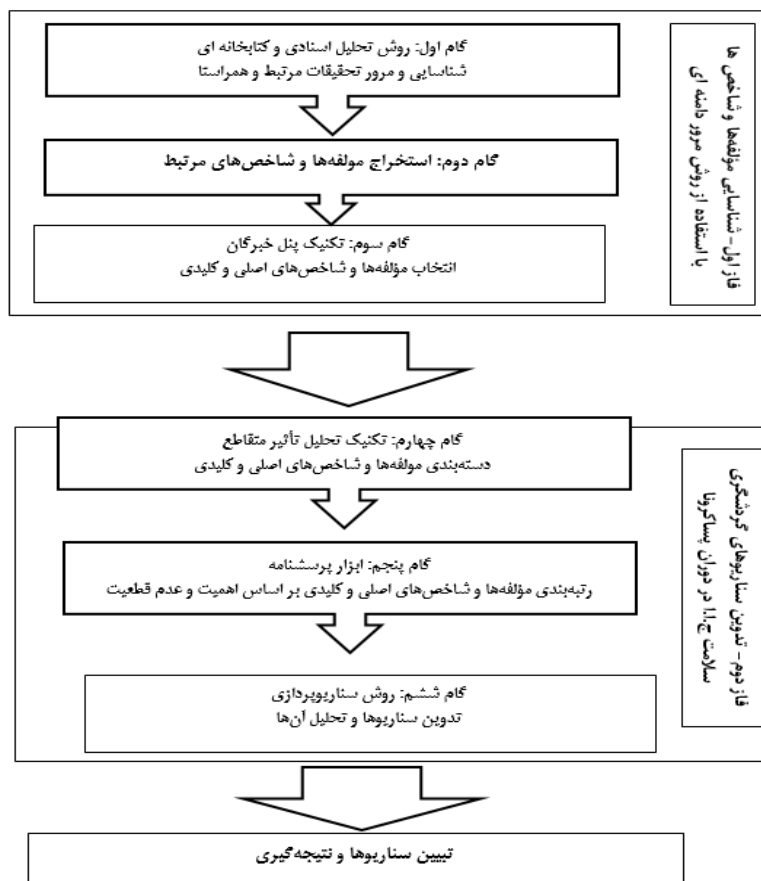 فاز اول - شناسایی مؤلفه‌ها و شاخص ها
با استفاده از روش مرور دامنه ای
گام اول: روش تحلیل اسنادی و کتابخانه ای
شناسایی و مرور تحقیقات مرتبط و همراستا
گام دوم: استخراج مولفه‌ها و شاخص‌های مرتبط
گام سوم: تکنیک پنل خبرگان
انتخاب مؤلفه‌ها و شاخص‌های اصلی و کلیدی
فاز دوم - تدوین سناریوهای گردشگری
سلامت ج.ا.ا در دوران پساکرونا
گام چهارم: تکنیک تحلیل تأثیر متقاطع
دسته‌بندی مولفه‌ها و شاخص‌های اصلی و کلیدی
گام پنجم: ابزار پرسشنامه
رتبه‌بندی مؤلفه‌ها و شاخص‌های اصلی و کلیدی بر اساس اهمیت و عدم قطعیت
گام ششم: روش سناریوپردازی
تدوین سناریوها و تحلیل آن‌ها
تبیین سناریوها و نتیجه‌گیری